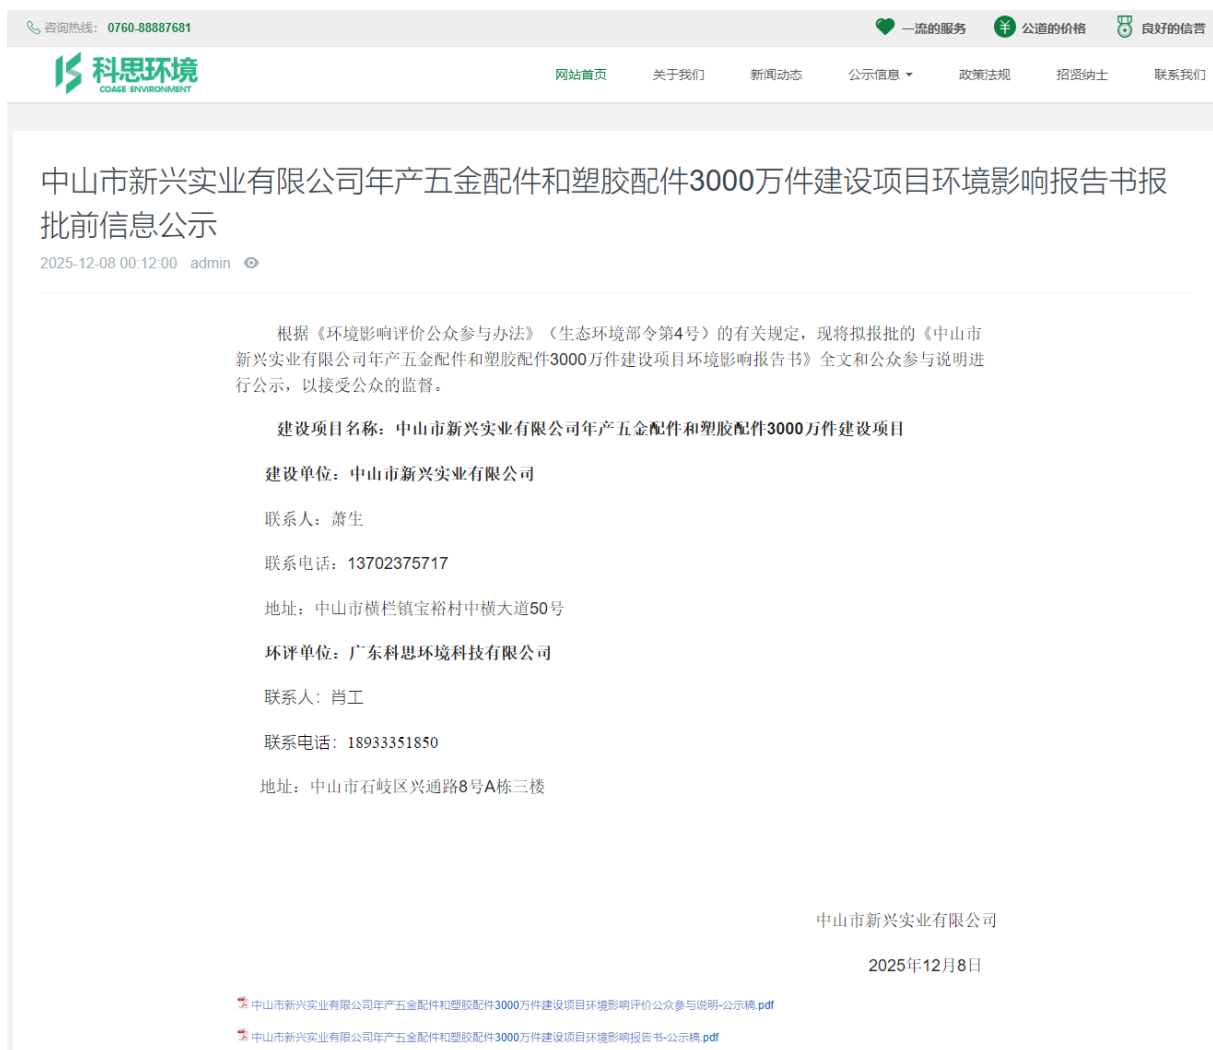 咨询热线：0760-88887681
一流的服务 公道的价格 良好的信誉
科思环境
COASE ENVIRONMENT
网站首页 关于我们 新闻动态 公示信息 政策法规 招贤纳士 联系我们
中山市新兴实业有限公司年产五金配件和塑胶配件3000万件建设项目环境影响报告书报
批前信息公示
2025-12-08 00:12:00 admin
根据《环境影响评价公众参与办法》（生态环境部令第4号）的有关规定，现将拟报批的《中山市
新兴实业有限公司年产五金配件和塑胶配件3000万件建设项目环境影响报告书》全文和公众参与说明进
行公示，以接受公众的监督。
建设项目名称：中山市新兴实业有限公司年产五金配件和塑胶配件3000万件建设项目
建设单位：中山市新兴实业有限公司
联系人：萧生
联系电话：13702375717
地址：中山市横栏镇宝裕村中横大道50号
环评单位：广东科思环境科技有限公司
联系人：肖工
联系电话：18933351850
地址：中山市石岐区兴通路8号A栋三楼
中山市新兴实业有限公司
2025年12月8日
中山市新兴实业有限公司年产五金配件和塑胶配件3000万件建设项目环境影响评价公众参与说明-公示稿.pdf
中山市新兴实业有限公司年产五金配件和塑胶配件3000万件建设项目环境影响报告书-公示稿.pdf